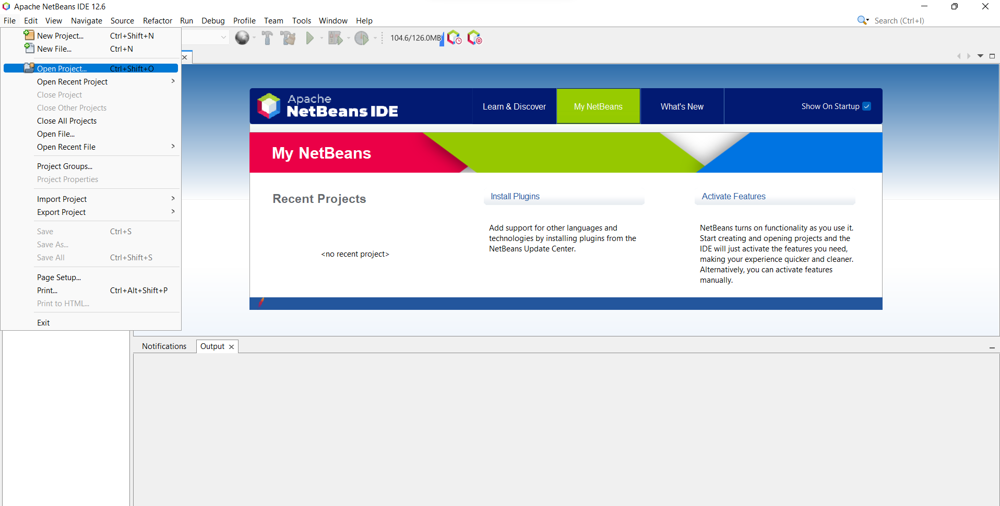 Apache NetBeans IDE 12.6
File Edit View Navigate Source Refactor Run Debug Profile Team Tools Window Help
Search (Ctrl+I)
New Project... Ctrl+Shift+N
New File... Ctrl+N
Open Project... Ctrl+Shift+O
Open Recent Project
Close Project
Close Other Projects
Close All Projects
Open File...
Open Recent File
Project Groups...
Project Properties
Import Project
Export Project
Save Ctrl+S
Save As...
Save All Ctrl+Shift+S
Page Setup...
Print... Ctrl+Alt+Shift+P
Print to HTML...
Exit
104.6/126.0MB
Apache
NetBeans IDE
Learn & Discover
My NetBeans
What's New
Show On Startup
My NetBeans
Recent Projects
<no recent project>
Install Plugins
Add support for other languages and
technologies by installing plugins from the
NetBeans Update Center.
Activate Features
NetBeans turns on functionality as you use it.
Start creating and opening projects and the
IDE will just activate the features you need,
making your experience quicker and cleaner.
Alternatively, you can activate features
manually.
Notifications
Output